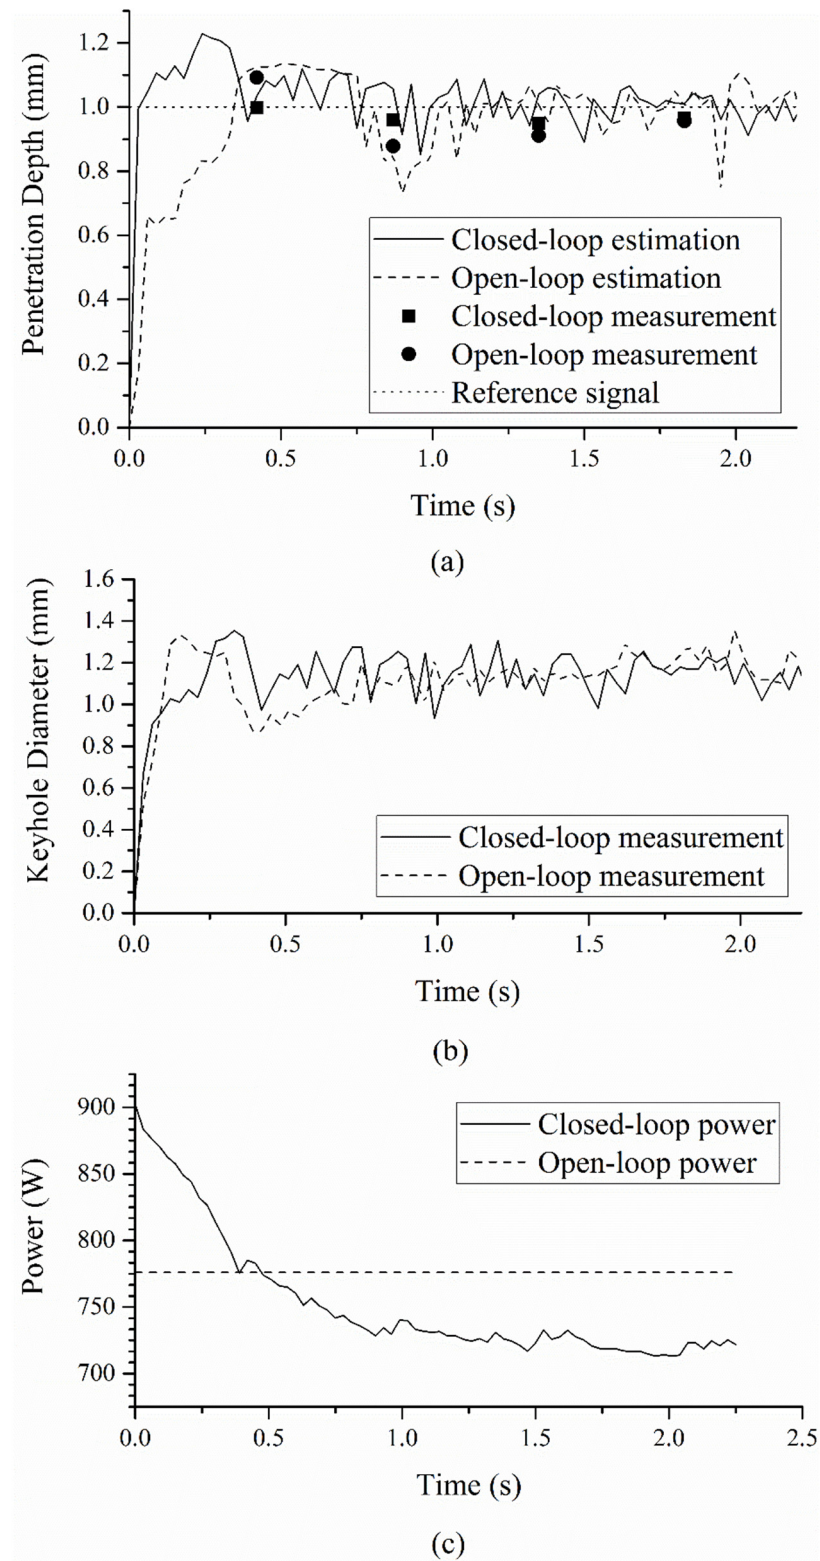 1.2
1.0
0.8
0.6
0.4
0.2
0.0
Penetration Depth (mm)
Closed-loop estimation
Open-loop estimation
Closed-loop measurement
Open-loop measurement
Reference signal
0.0 0.5 1.0 1.5 2.0
Time (s)
(a)
1.6
1.4
1.2
1.0
0.8
0.6
0.4
0.2
0.0
Keyhole Diameter (mm)
Closed-loop measurement
Open-loop measurement
0.0 0.5 1.0 1.5 2.0
Time (s)
(b)
900
850
800
750
700
Power (W)
Closed-loop power
Open-loop power
0.0 0.5 1.0 1.5 2.0 2.5
Time (s)
(c)